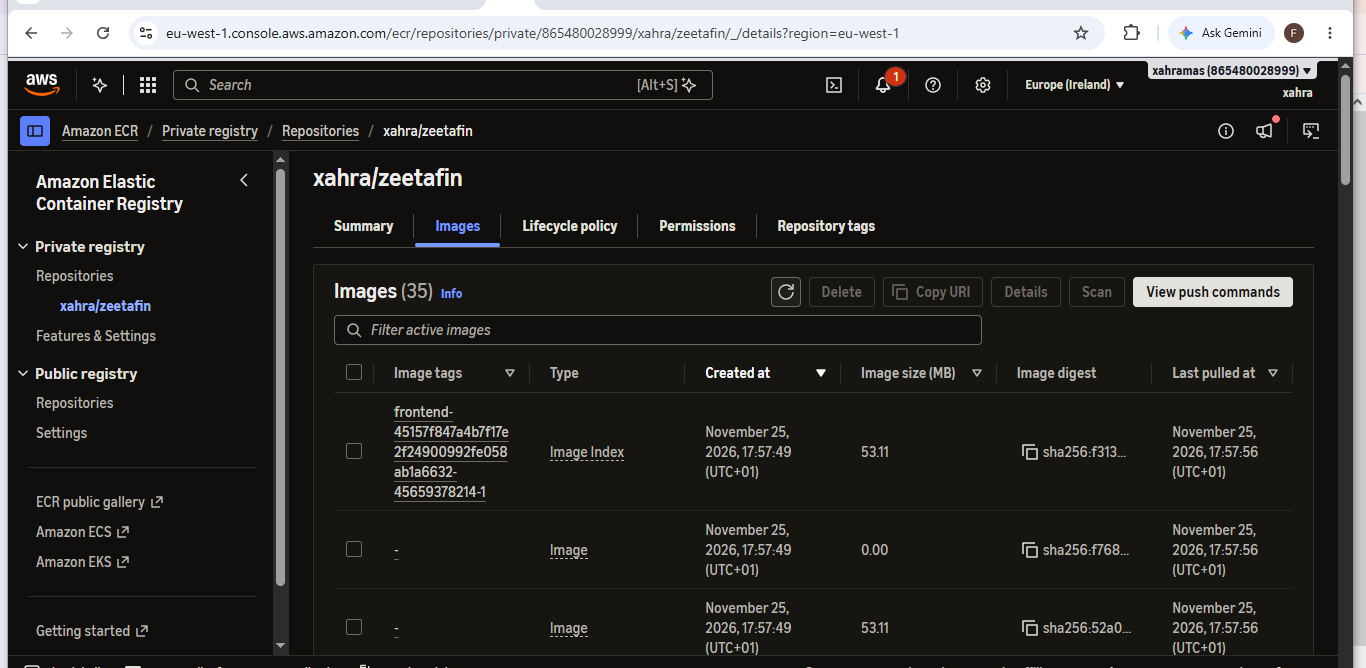 eu-west-1.console.aws.amazon.com/ecr/repositories/private/865480028999/xahra/zeetafin/_/details?region=eu-west-1
Ask Gemini
F
aws
Search
[Alt+S]
1
Europe (Ireland)
xahramas (865480028999)
xahra
Amazon ECR / Private registry / Repositories / xahra/zeetafin
Amazon Elastic
Container Registry
Private registry
Repositories
xahra/zeetafin
Features & Settings
Public registry
Repositories
Settings
ECR public gallery
Amazon ECS
Amazon EKS
Getting started
xahra/zeetafin
Summary
Images
Lifecycle policy
Permissions
Repository tags
Images (35) Info
Delete
Copy URI
Details
Scan
View push commands
Filter active images
Image tags
Type
Created at
Image size (MB)
Image digest
Last pulled at
frontend-
45157f847a4b7f17e
2f24900992fe058
ab1a6632-
45659378214-1
Image Index
November 25,
2026, 17:57:49
(UTC+01)
53.11
sha256:f313...
November 25,
2026, 17:57:56
(UTC+01)
-
Image
November 25,
2026, 17:57:49
(UTC+01)
0.00
sha256:f768...
November 25,
2026, 17:57:56
(UTC+01)
-
Image
November 25,
2026, 17:57:49
(UTC+01)
53.11
sha256:52a0...
November 25,
2026, 17:57:56
(UTC+01)